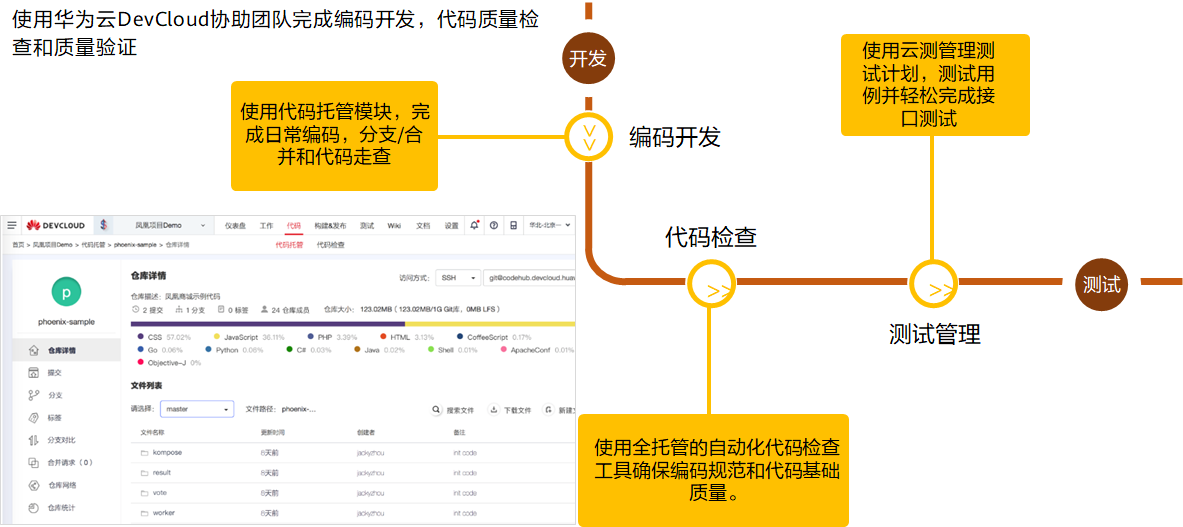 使用华为云DevCloud协助团队完成编码开发，代码质量检
查和质量验证
开发
使用代码托管模块，完
成日常编码，分支/合
并和代码走查
编码开发
使用云测管理测
试计划，测试用
例并轻松完成接
口测试
代码检查
测试管理
测试
使用全托管的自动化代码检查
工具确保编码规范和代码基础
质量。
DEVCLOUD 凤凰项目Demo 仪表盘 工作 代码 构建&发布 测试 Wiki 文档 设置 华北-北京一
首页 > 凤凰项目Demo > 代码托管 > phoenix-sample > 仓库详情 代码托管 代码检查
p
phoenix-sample
仓库详情
提交
分支
标签
分支对比
合并请求（0）
仓库网络
仓库统计
仓库详情
访问方式： SSH git@codehub.devcloud.huaw
仓库描述：凤凰商城示例代码
2 提交 1 分支 0 标签 24 仓库成员 仓库大小： 123.02MB ( 123.02MB/1G Git库，0MB LFS )
CSS 57.02% JavaScript 36.11% PHP 3.39% HTML 3.13% CoffeeScript 0.17%
Go 0.06% Python 0.06% C# 0.03% Java 0.02% Shell 0.01% ApacheConf 0.01%
Objective-J 0%
文件列表
请选择： master 文件路径： phoenix-... 搜索文件 下载文件 新建文
文件名称 更新时间 创建者 备注
kompose 8天前 jackyzhou init code
result 8天前 jackyzhou init code
vote 8天前 jackyzhou init code
worker 8天前 jackyzhou init code